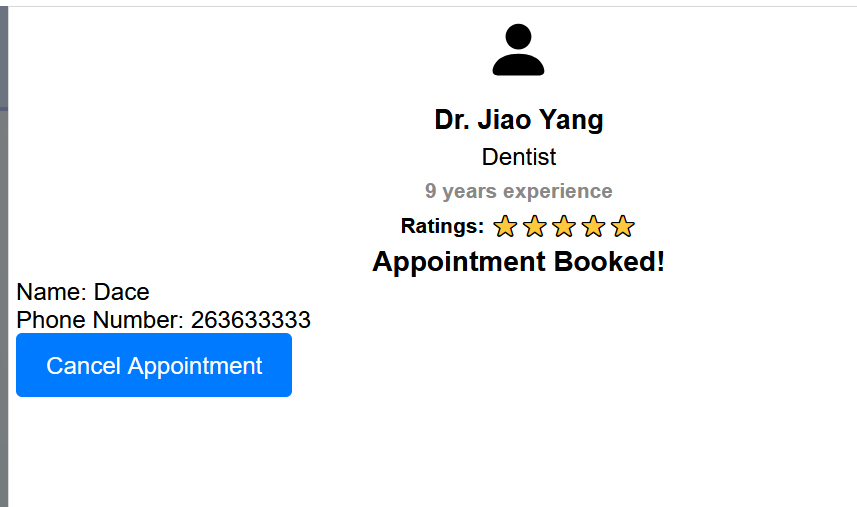 Dr. Jiao Yang
Dentist
9 years experience
Ratings:
Appointment Booked!
Name: Dace
Phone Number: 263633333
Cancel Appointment